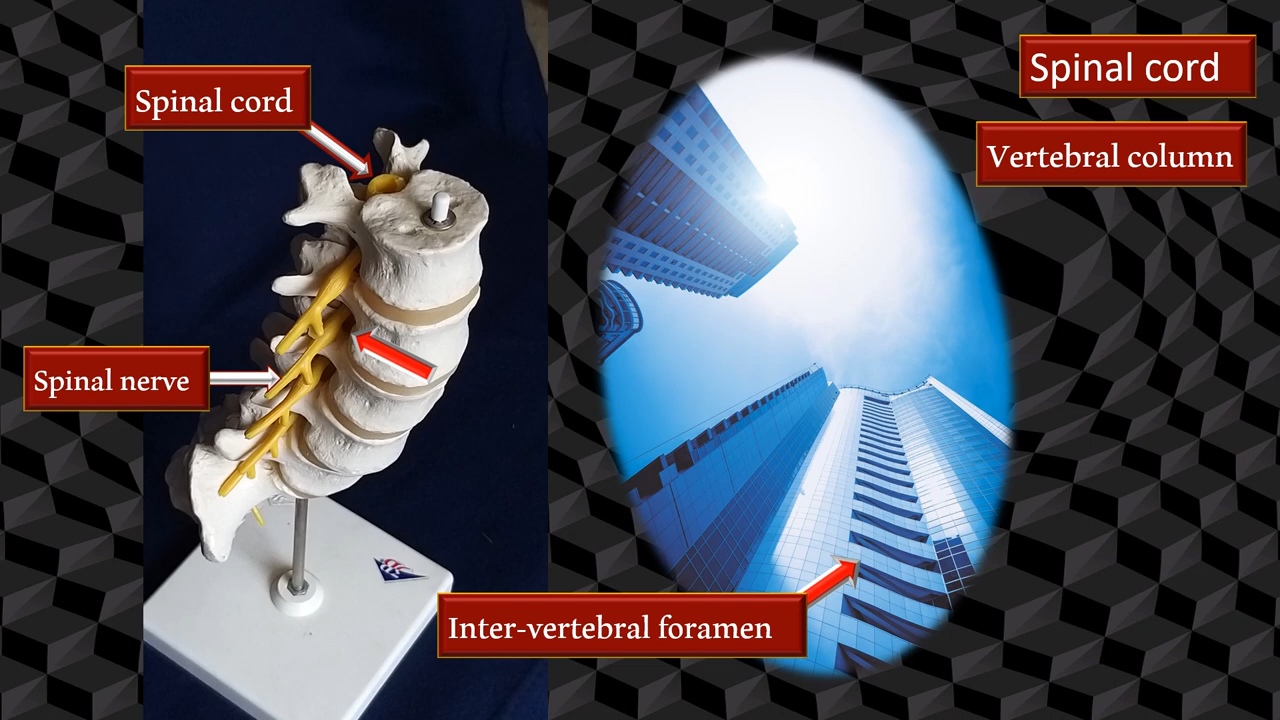 Spinal cord
Vertebral column
Spinal cord
Spinal nerve
Inter-vertebral foramen